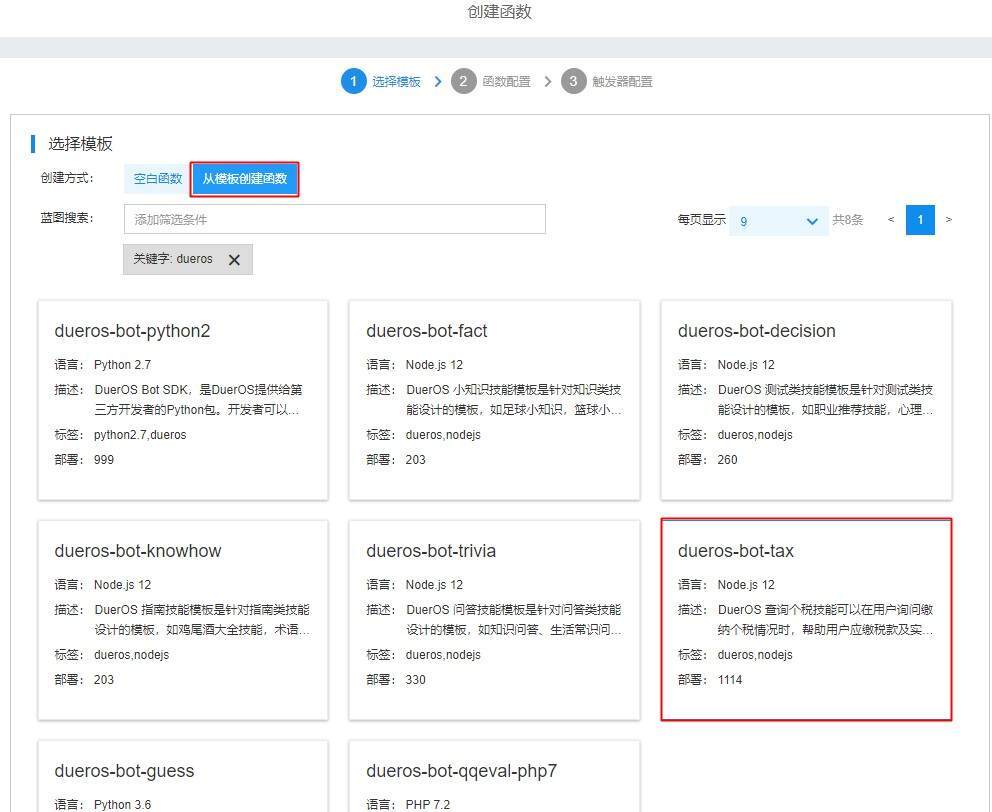 创建函数
1 选择模板 > 2 函数配置 > 3 触发器配置
选择模板
创建方式： 空白函数 从模板创建函数
蓝图搜索： 添加筛选条件 每页显示 9 共8条 < 1 >
关键字: dueros ✕
dueros-bot-python2
语言： Python 2.7
描述： DuerOS Bot SDK，是DuerOS提供给第
三方开发者的Python包。开发者可以...
标签： python2.7,dueros
部署： 999
dueros-bot-fact
语言： Node.js 12
描述： DuerOS 小知识技能模板是针对知识类技
能设计的模板，如足球小知识，篮球小...
标签： dueros,nodejs
部署： 203
dueros-bot-decision
语言： Node.js 12
描述： DuerOS 测试类技能模板是针对测试类技
能设计的模板，如职业推荐技能，心理...
标签： dueros,nodejs
部署： 260
dueros-bot-knowhow
语言： Node.js 12
描述： DuerOS 指南技能模板是针对指南类技能
设计的模板，如鸡尾酒大全技能，术语...
标签： dueros,nodejs
部署： 203
dueros-bot-trivia
语言： Node.js 12
描述： DuerOS 问答技能模板是针对问答类技能
设计的模板，如知识问答、生活常识问...
标签： dueros,nodejs
部署： 330
dueros-bot-tax
语言： Node.js 12
描述： DuerOS 查询个税技能可以在用户询问缴
纳个税情况时，帮助用户应缴税款及实...
标签： dueros,nodejs
部署： 1114
dueros-bot-guess
语言： Python 3.6
dueros-bot-qqeval-php7
语言： PHP 7.2